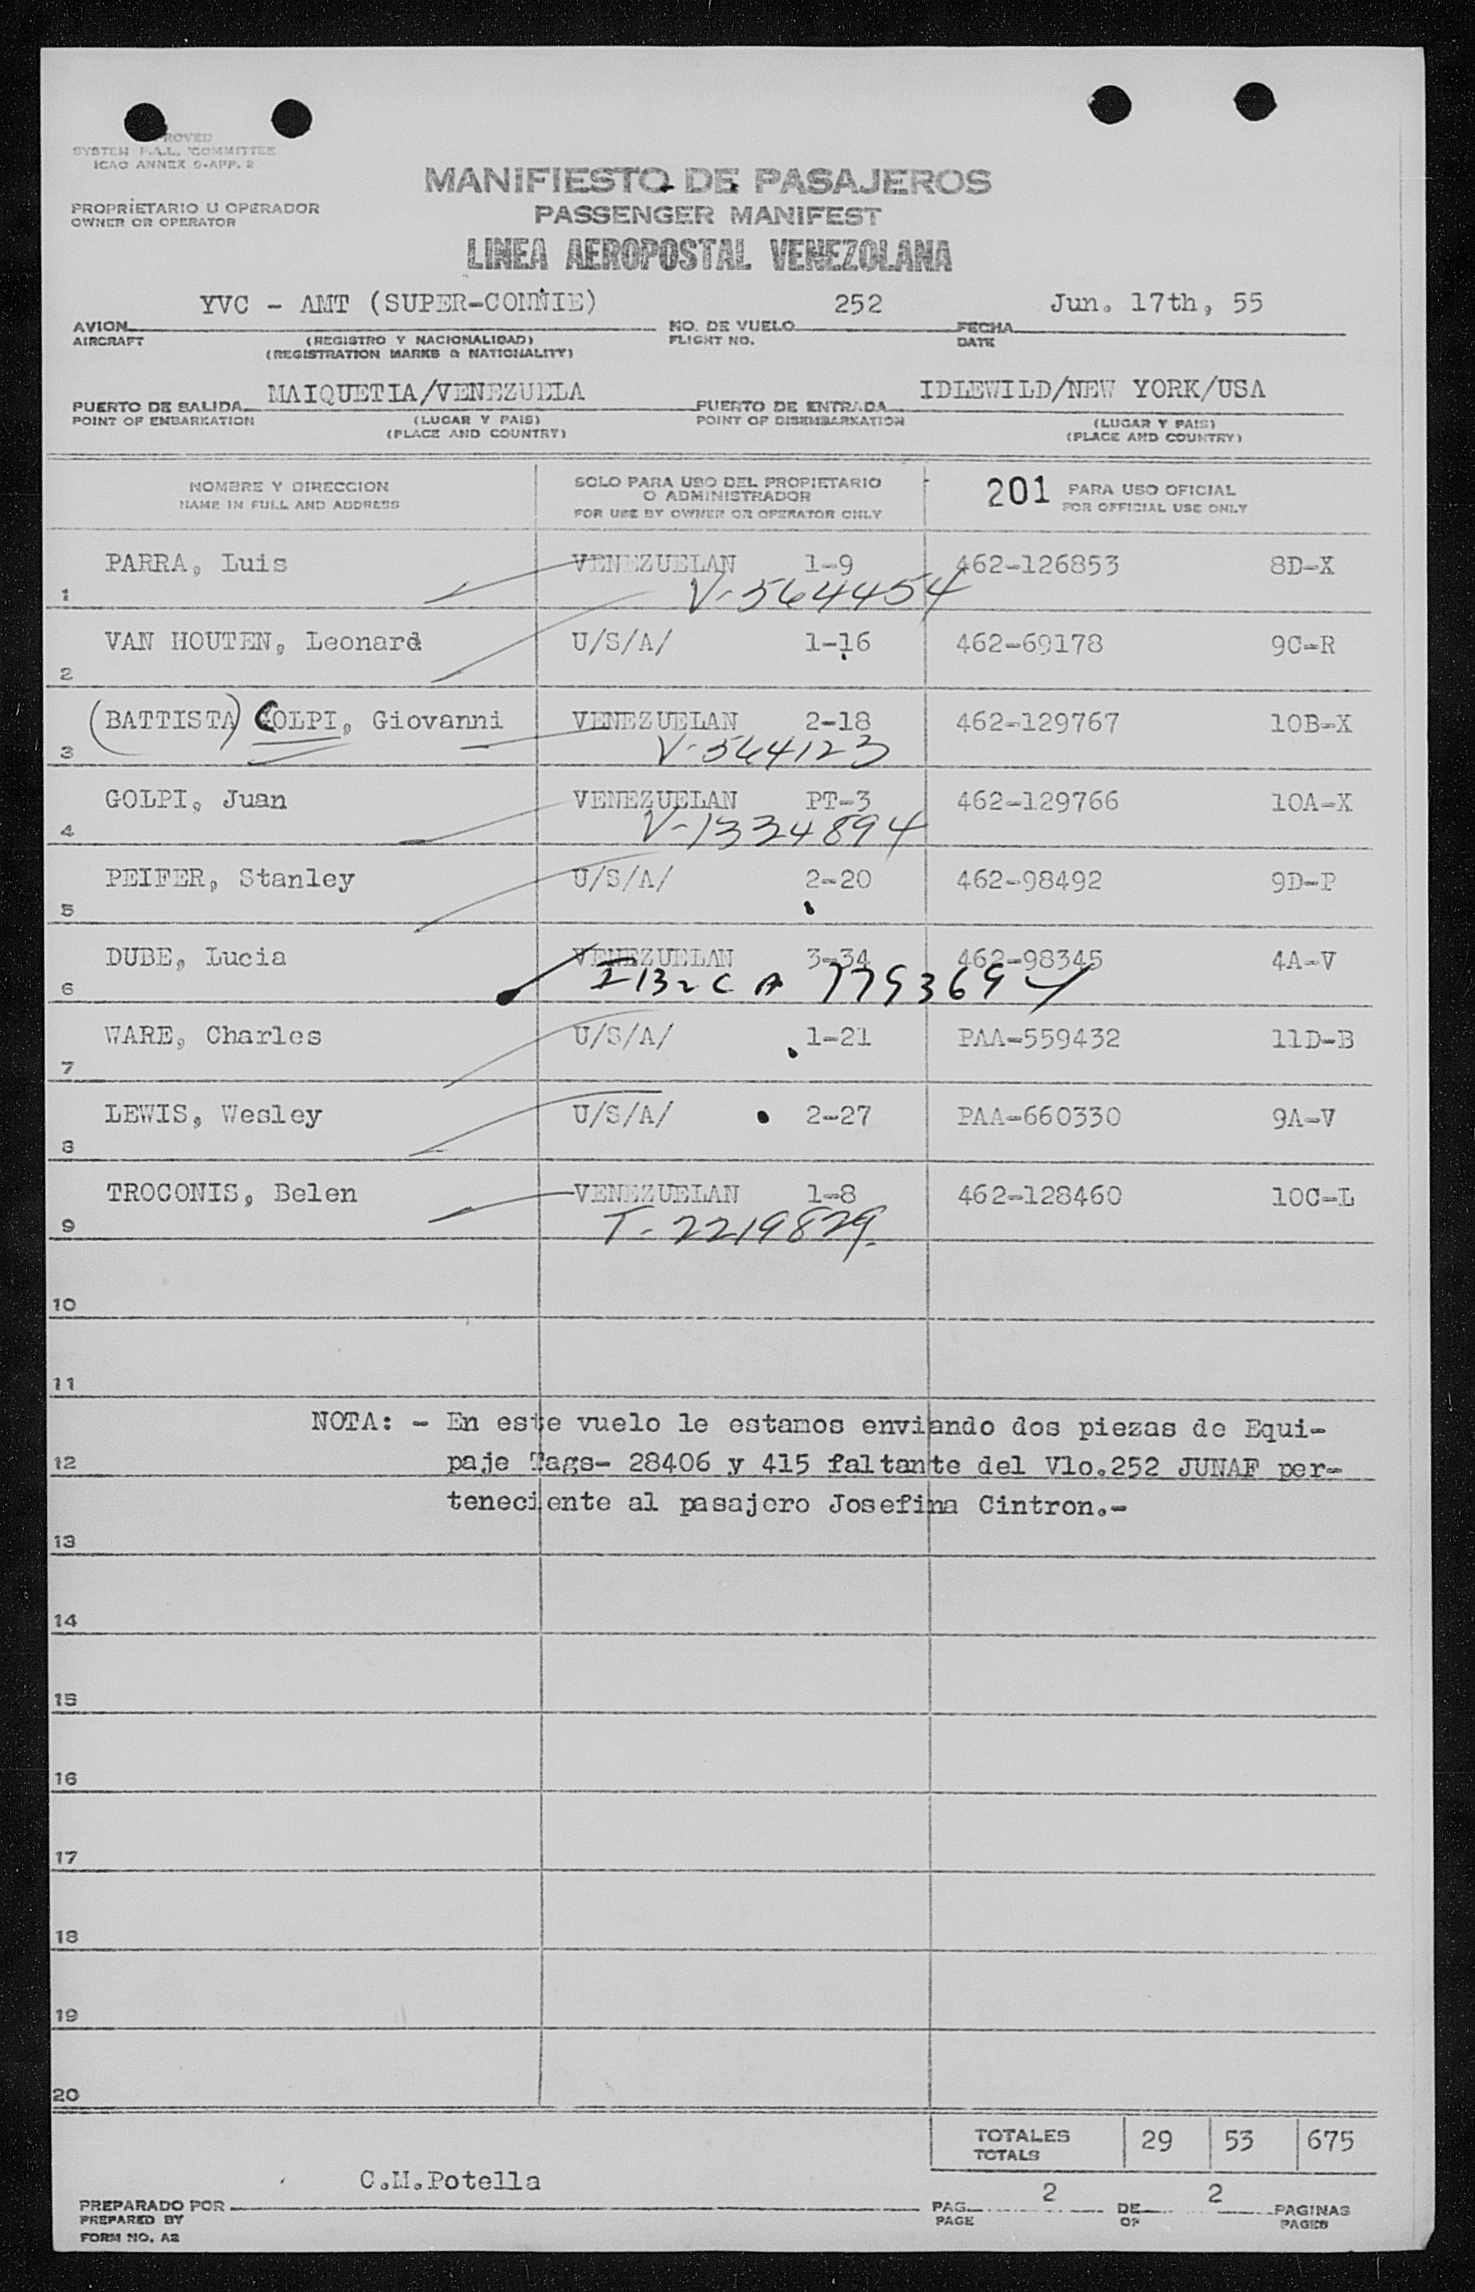 SYSTEM F.A.L. COMMITTEE
ICAO ANNEX 9-APP. 2
MANIFIESTO DE PASAJEROS
PROPRIETARIO U OPERADOR
OWNER OR OPERATOR
PASSENGER MANIFEST
LINEA AEROPOSTAL VENEZOLANA
YVC - AMT (SUPER-CONNIE) 252 Jun. 17th, 55
AVION NO. DE VUELO FECHA
AIRCRAFT (REGISTRO Y NACIONALIDAD) FLIGHT NO. DATE
(REGISTRATION MARKS & NATIONALITY)
MAIQUETIA/VENEZUELA IDLEWILD/NEW YORK/USA
PUERTO DE SALIDA PUERTO DE ENTRADA
POINT OF EMBARKATION (LUGAR Y PAIS) POINT OF DISEMBARKATION (LUGAR Y PAIS)
(PLACE AND COUNTRY) (PLACE AND COUNTRY)
NOMBRE Y DIRECCION
NAME IN FULL AND ADDRESS
SOLO PARA USO DEL PROPIETARIO
O ADMINISTRADOR
FOR USE BY OWNER OR OPERATOR ONLY
201 PARA USO OFICIAL
FOR OFFICIAL USE ONLY
PARRA, Luis VENEZUELAN 1-9 462-126853 8D-X
1 V-564454
VAN HOUTEN, Leonard U/S/A/ 1-16 462-69178 9C-R
2
(BATTISTA) GOLPI, Giovanni VENEZUELAN 2-18 462-129767 10B-X
3 V-564123
GOLPI, Juan VENEZUELAN PT-3 462-129766 10A-X
4 V-1334894
PEIFER, Stanley U/S/A/ 2-20 462-98492 9D-P
5
DUBE, Lucia VENEZUELAN 3-34 462-98345 4A-V
6
WARE, Charles U/S/A/ 1-21 PAA-559432 11D-B
7
LEWIS, Wesley U/S/A/ 2-27 PAA-660330 9A-V
8
TROCONIS, Belen VENEZUELAN 1-8 462-128460 10C-L
9 T-2219829.
10
11
NOTA: - En este vuelo le estamos enviando dos piezas de Equi-
12 paje Tags- 28406 y 415 faltante del Vlo.252 JUNAF per-
teneciente al pasajero Josefina Cintron.-
13
14
15
16
17
18
19
20
TOTALES 29 53 675
TOTALS
C.M.Potella
PREPARADO POR PAG. 2 DE 2 PAGINAS
PREPARED BY PAGE OF PAGES
FORM NO. A2